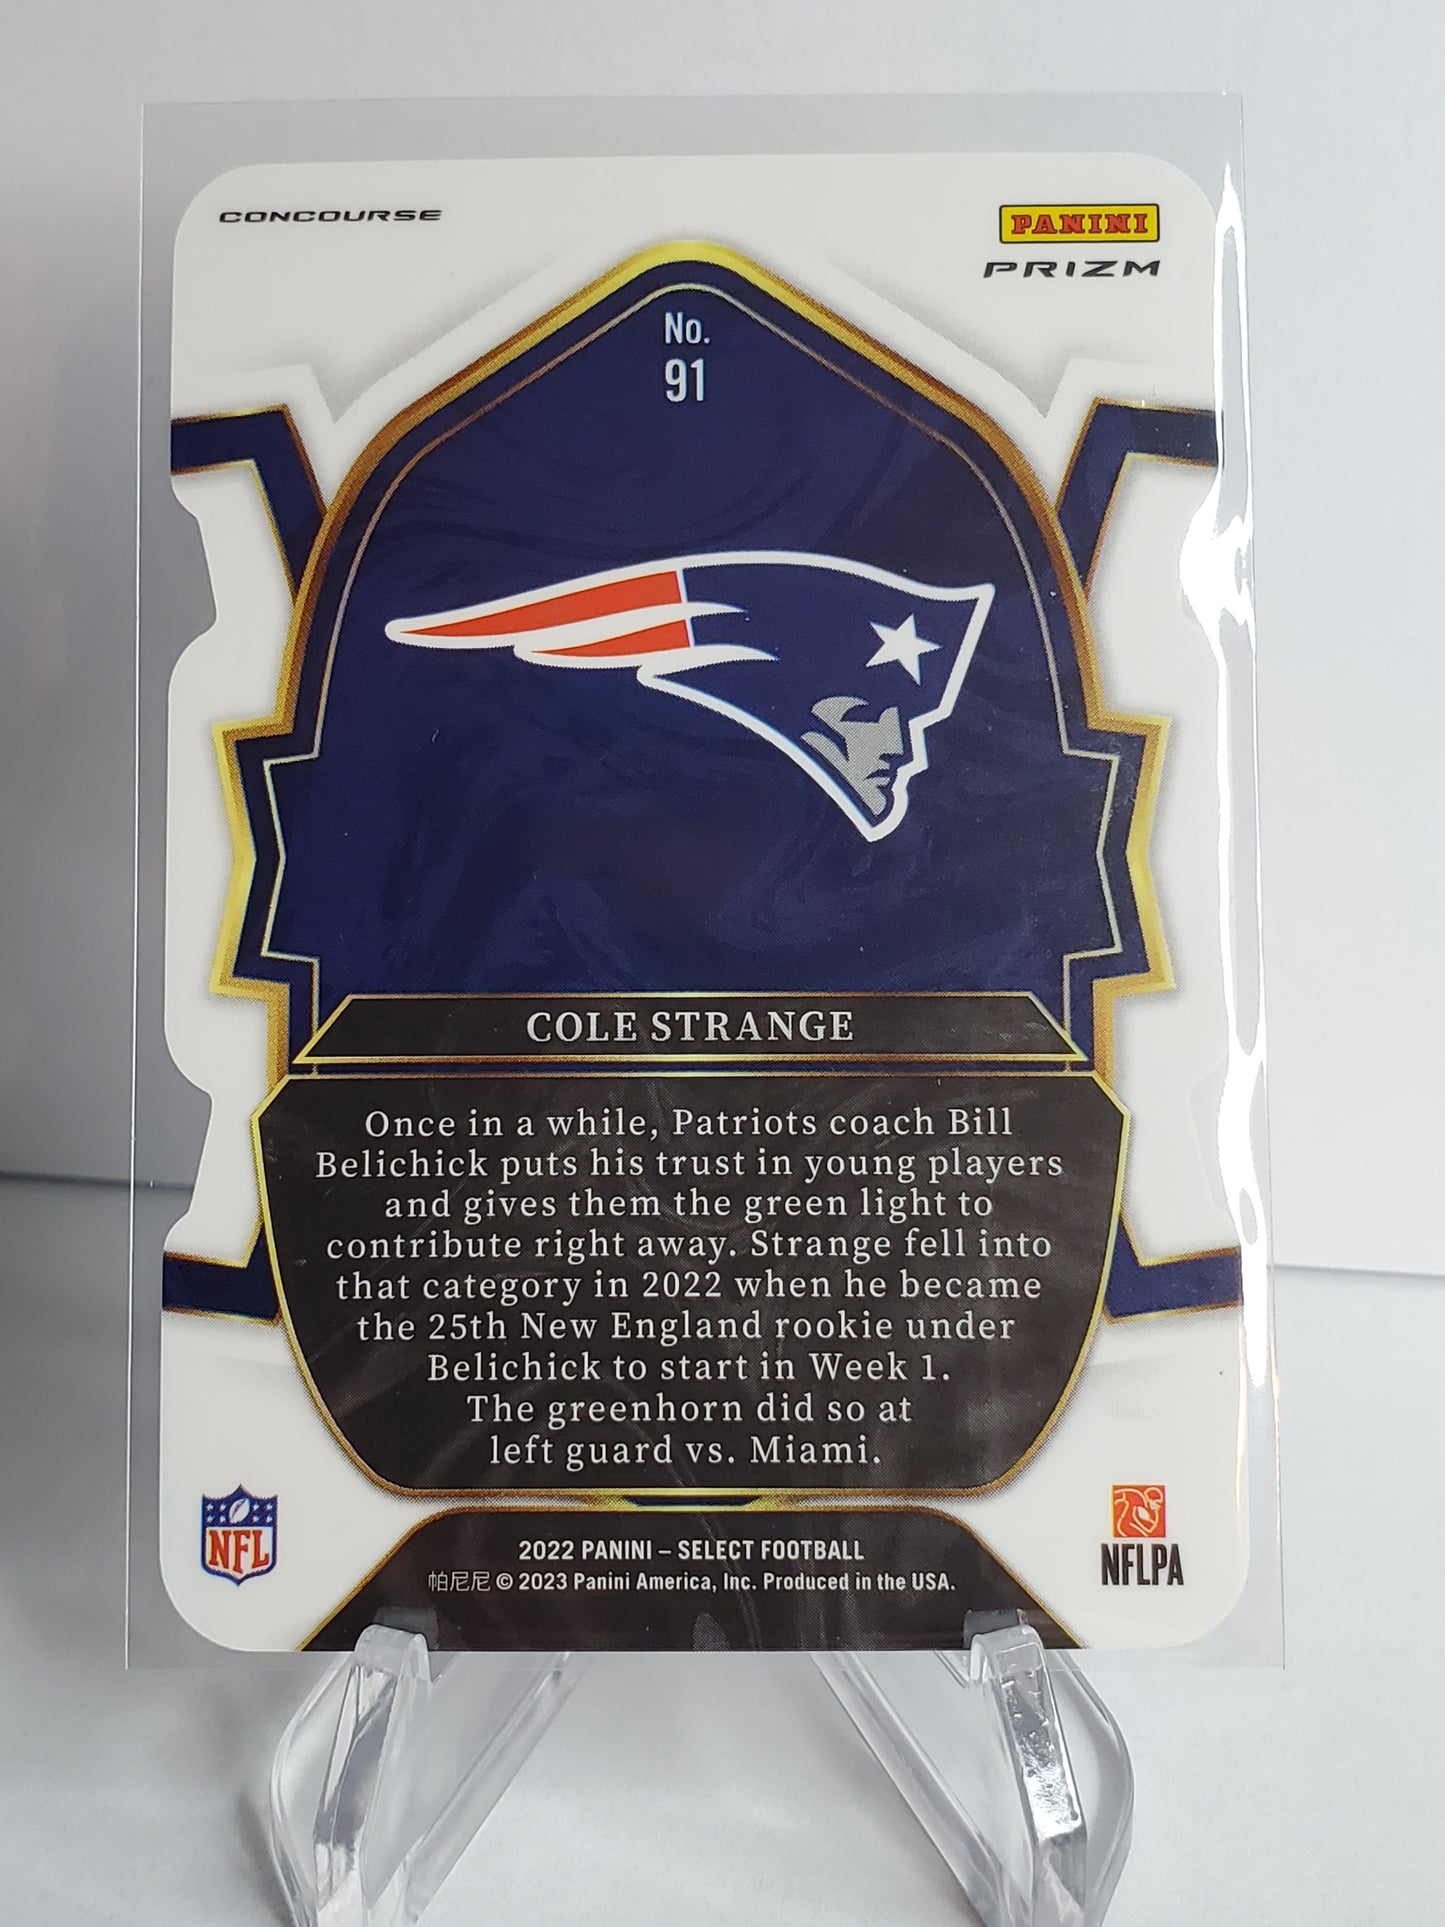 CONCOURSE
PANINI
PRIZM
No.
91
COLE STRANGE
Once in a while, Patriots coach Bill
Belichick puts his trust in young players
and gives them the green light to
contribute right away. Strange fell into
that category in 2022 when he became
the 25th New England rookie under
Belichick to start in Week 1.
The greenhorn did so at
left guard vs. Miami.
NFL
NFLPA
2022 PANINI – SELECT FOOTBALL
帕尼尼 © 2023 Panini America, Inc. Produced in the USA.